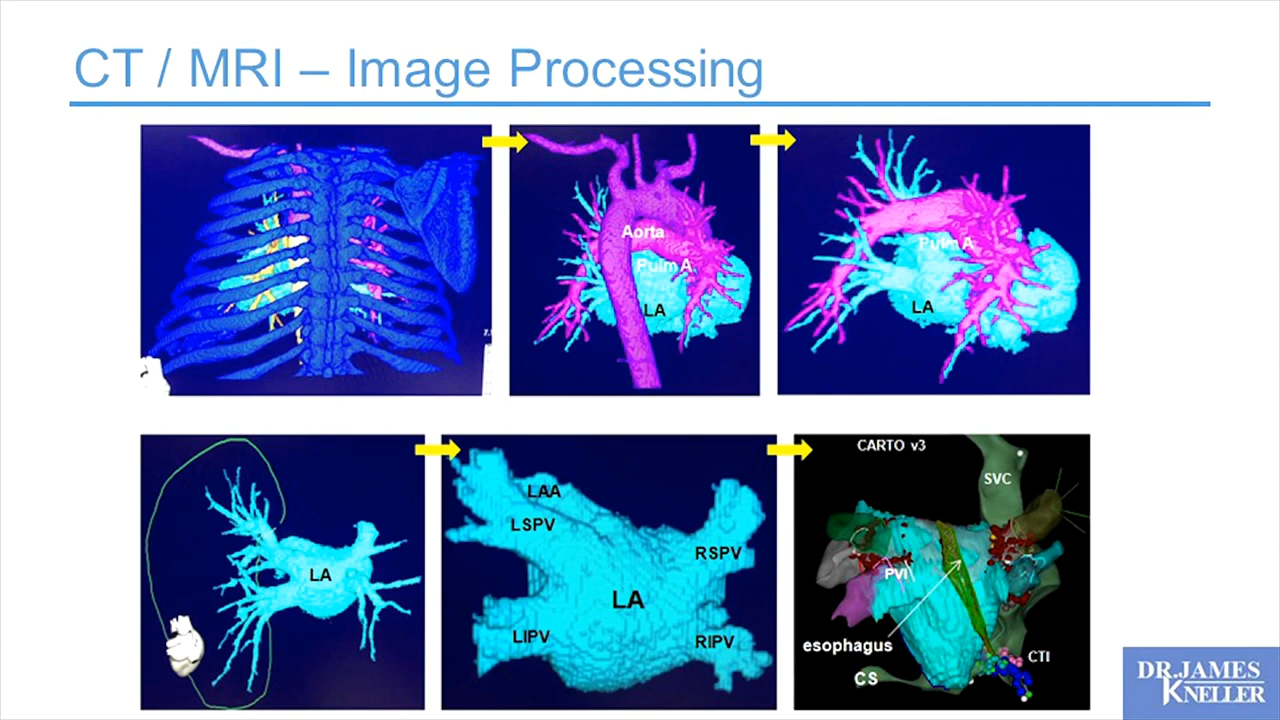 CT / MRI – Image Processing
Aorta
Pulm A
LA
Pulm A
LA
LA
LAA
LSPV
RSPV
LA
LIPV
RIPV
CARTO v3
SVC
PVI
esophagus
CTI
CS
DR.JAMES
KNELLER